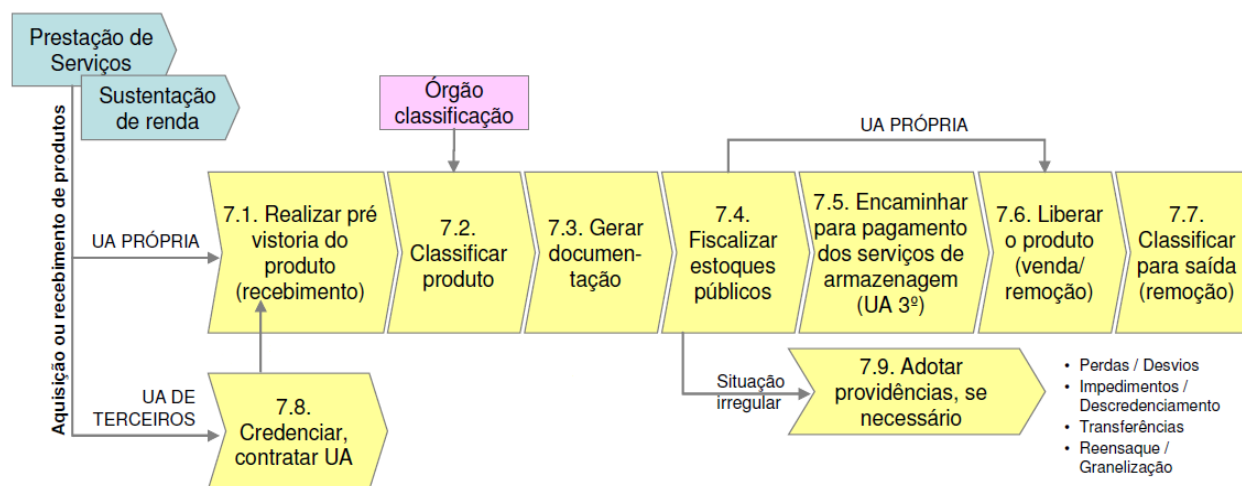 Prestação de
Serviços
Sustentação
de renda
Órgão
classificação
UA PRÓPRIA
Aquisição ou recebimento de produtos
UA PRÓPRIA
7.1. Realizar pré
vistoria do
produto
(recebimento)
7.2.
Classificar
produto
7.3. Gerar
documen-
tação
7.4.
Fiscalizar
estoques
públicos
7.5. Encaminhar
para pagamento
dos serviços de
armazenagem
(UA 3º)
7.6. Liberar
o produto
(venda/
remoção)
7.7.
Classificar
para saída
(remoção)
UA DE
TERCEIROS
7.8.
Credenciar,
contratar UA
Situação
irregular
7.9. Adotar
providências, se
necessário
• Perdas / Desvios
• Impedimentos /
Descredenciamento
• Transferências
• Reensaque /
Granelização